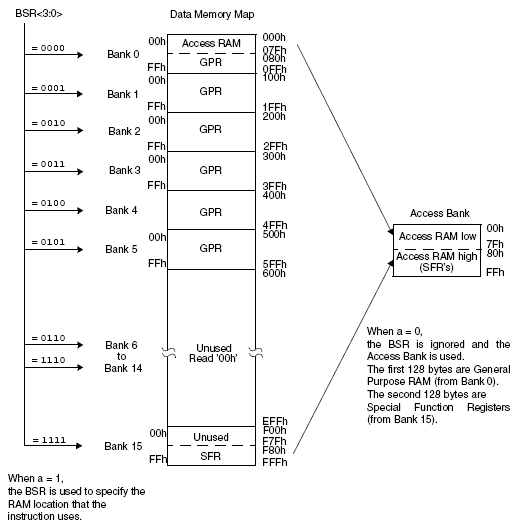 BSR<3:0>
Data Memory Map
= 0000
Bank 0
00h
FFh
Access RAM
GPR
000h
07Fh
080h
0FFh
= 0001
Bank 1
00h
FFh
GPR
100h
1FFh
= 0010
Bank 2
00h
FFh
GPR
200h
2FFh
= 0011
Bank 3
00h
FFh
GPR
300h
3FFh
= 0100
Bank 4
GPR
400h
4FFh
= 0101
Bank 5
00h
FFh
GPR
500h
5FFh
600h
= 0110
= 1110
Bank 6
to
Bank 14
Unused
Read '00h'
EFFh
= 1111
Bank 15
00h
FFh
Unused
SFR
F00h
F7Fh
F80h
FFFh
Access Bank
Access RAM low
Access RAM high
(SFR's)
00h
7Fh
80h
FFh
When a = 0,
the BSR is ignored and the
Access Bank is used.
The first 128 bytes are General
Purpose RAM (from Bank 0).
The second 128 bytes are
Special Function Registers
(from Bank 15).
When a = 1,
the BSR is used to specify the
RAM location that the
instruction uses.